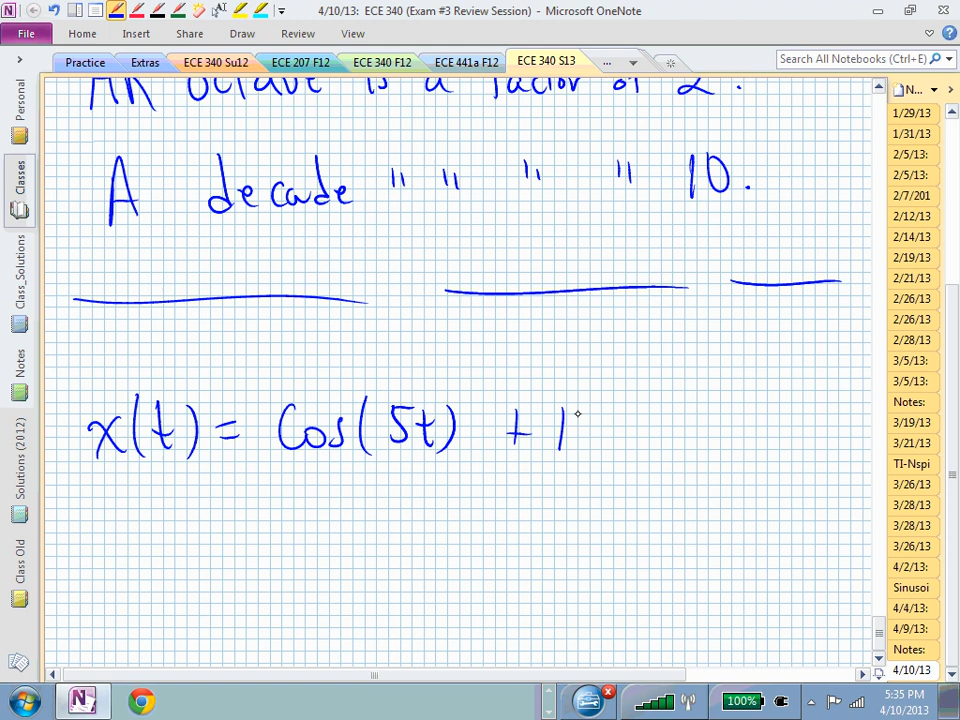 4/10/13: ECE 340 (Exam #3 Review Session) - Microsoft OneNote
File Home Insert Share Draw Review View
Practice Extras ECE 340 Su12 ECE 207 F12 ECE 340 F12 ECE 441a F12 ECE 340 S13 ... Search All Notebooks (Ctrl+E)
Personal
Classes
Class_Solutions
Notes
Solutions (2012)
Class Old
AN octave is a factor of 2.
A decade " " " " 10.
x(t) = Cos(5t) + 1
N...
1/29/13
1/31/13
2/5/13:
2/5/13:
2/7/201
2/12/13
2/14/13
2/19/13
2/21/13
2/26/13
2/26/13
2/28/13
3/5/13:
3/5/13:
Notes:
3/19/13
3/21/13
TI-Nspi
3/26/13
3/28/13
3/28/13
3/26/13
4/2/13:
Sinusoi
4/4/13:
4/9/13:
Notes:
4/10/13
100%
5:35 PM
4/10/2013